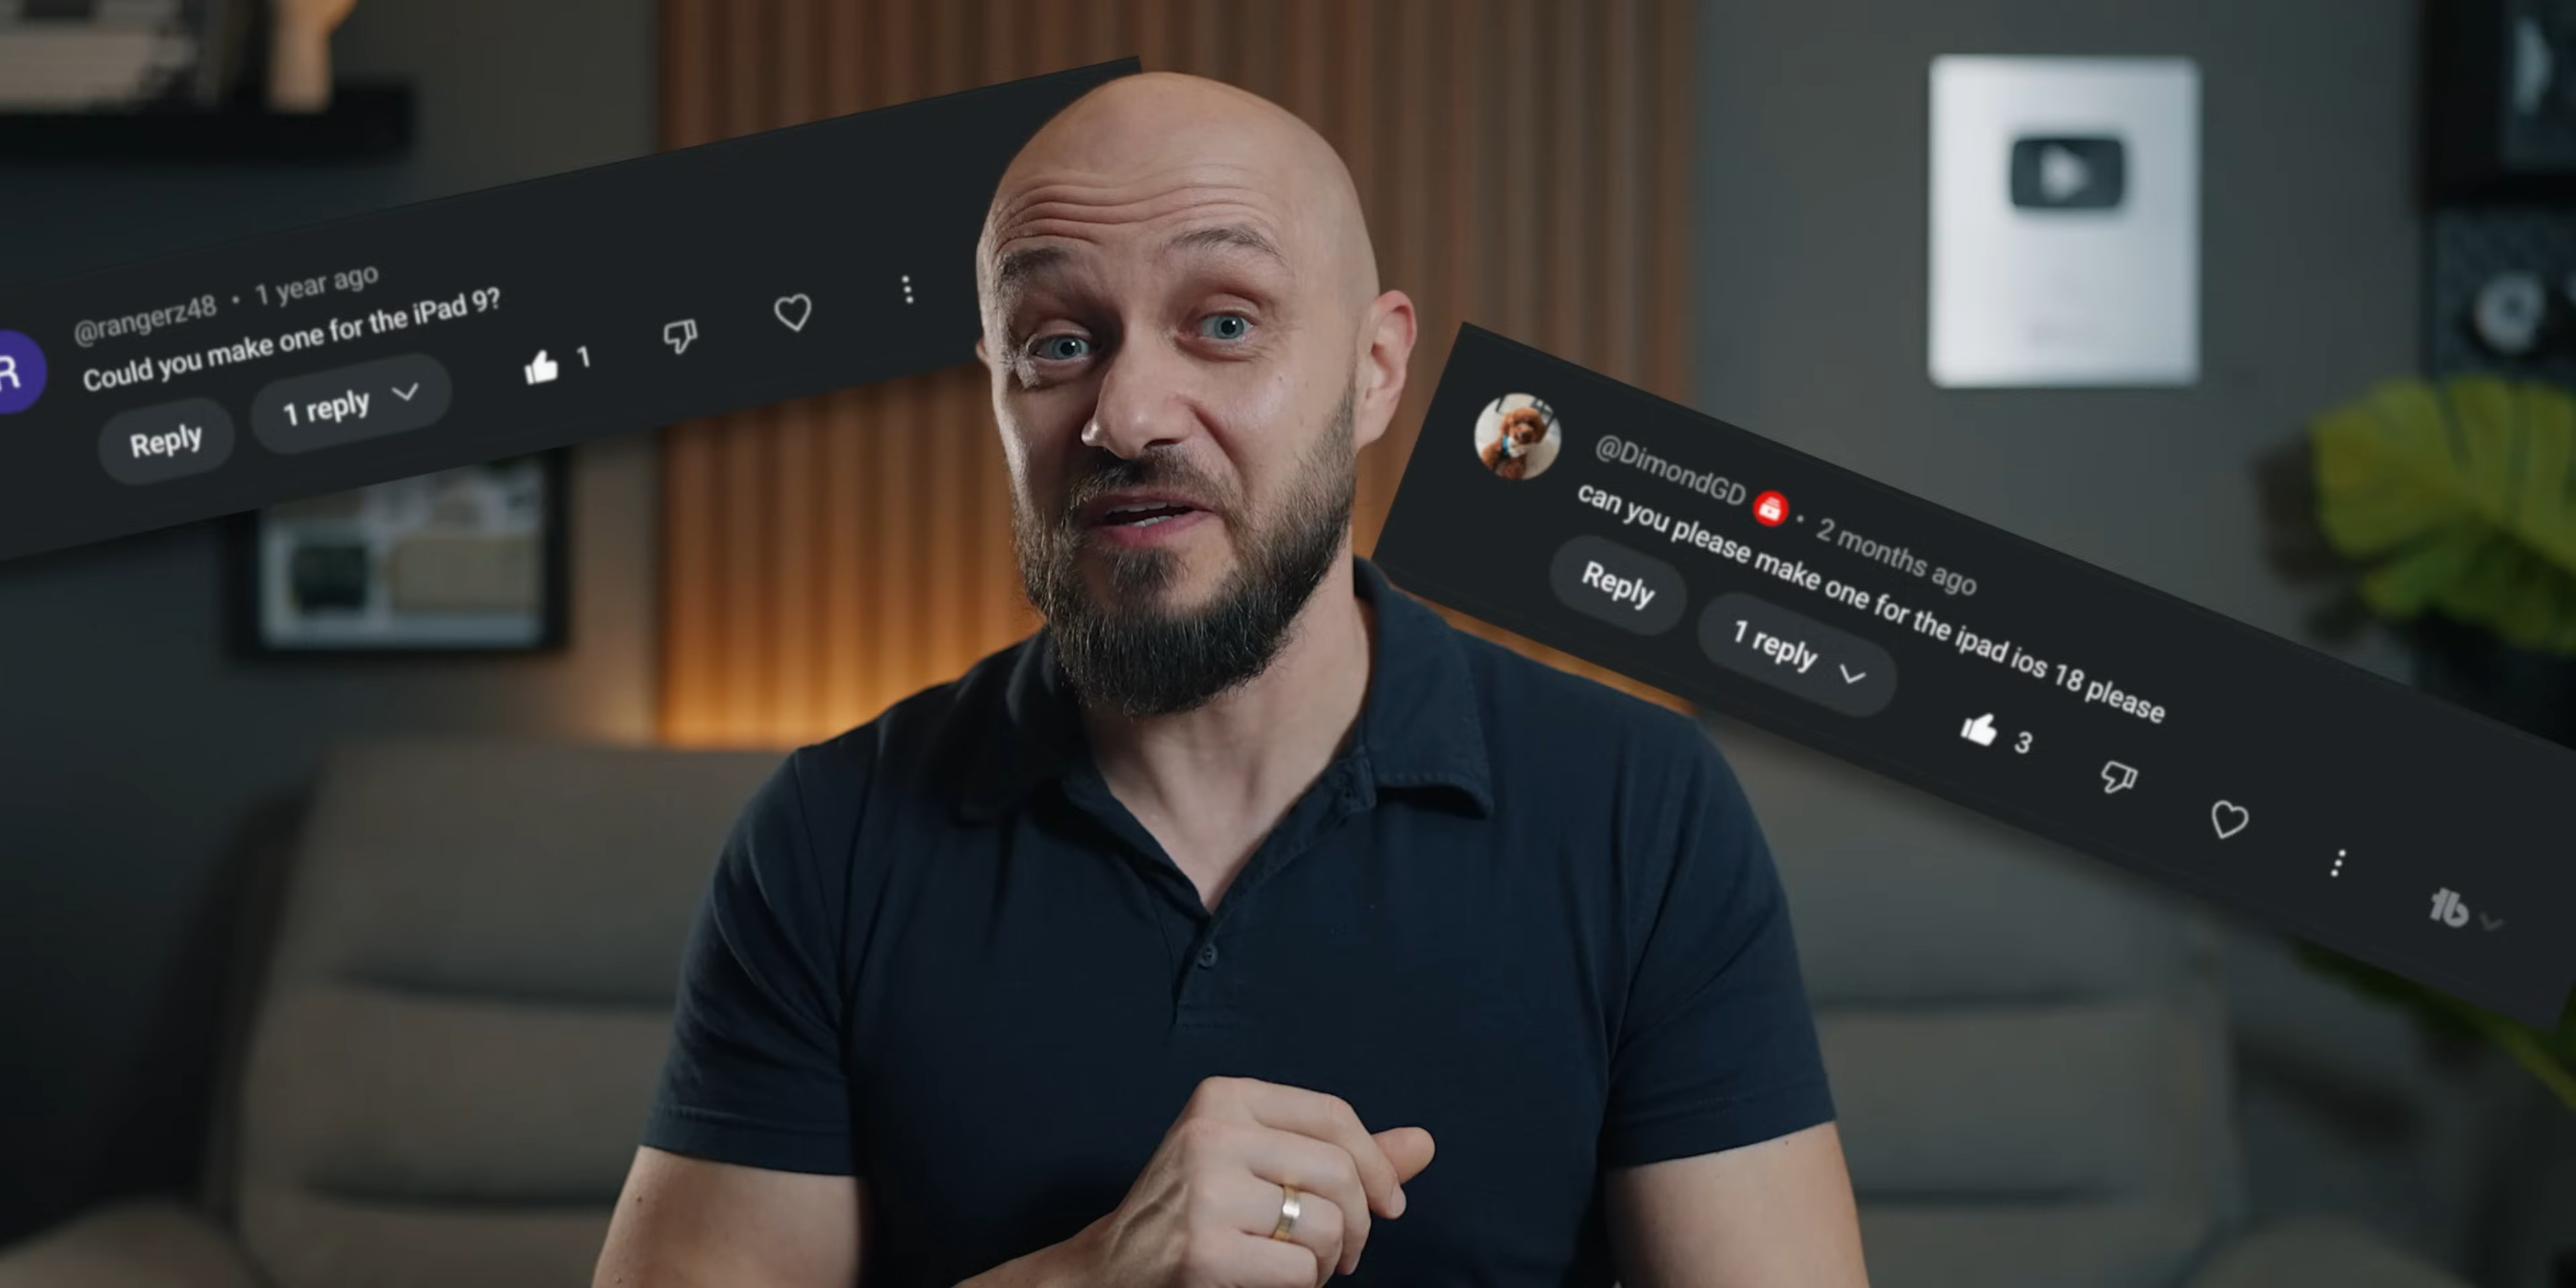 R
@rangerz48 • 1 year ago
Could you make one for the iPad 9?
Reply
1 reply
1
@DimondGD • 2 months ago
can you please make one for the ipad ios 18 please
Reply
1 reply
3
tb